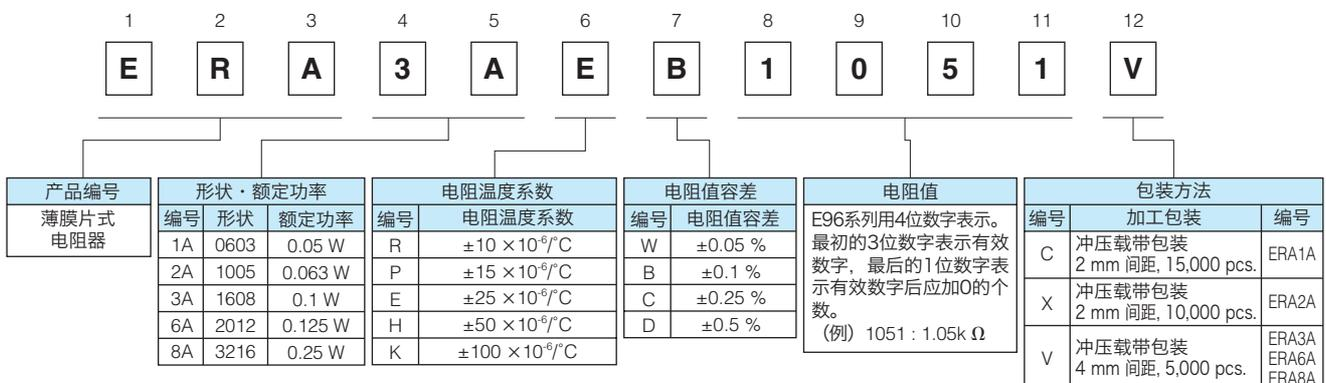 1 2 3 4 5 6 7 8 9 10 11 12
E R A 3 A E B 1 0 5 1 V
产品编号
薄膜片式
电阻器
形状・额定功率
编号 形状 额定功率
1A 0603 0.05 W
2A 1005 0.063 W
3A 1608 0.1 W
6A 2012 0.125 W
8A 3216 0.25 W
电阻温度系数
编号 电阻温度系数
R ±10 ×10⁻⁶/°C
P ±15 ×10⁻⁶/°C
E ±25 ×10⁻⁶/°C
H ±50 ×10⁻⁶/°C
K ±100 ×10⁻⁶/°C
电阻值容差
编号 电阻值容差
W ±0.05 %
B ±0.1 %
C ±0.25 %
D ±0.5 %
电阻值
E96系列用4位数字表示。
最初的3位数字表示有效
数字，最后的1位数字表
示有效数字后应加0的个
数。
（例）1051 : 1.05k Ω
包装方法
编号 加工包装 编号
C 冲压载带包装 ERA1A
2 mm 间距, 15,000 pcs.
X 冲压载带包装 ERA2A
2 mm 间距, 10,000 pcs.
V 冲压载带包装
4 mm 间距, 5,000 pcs.
ERA3A
ERA6A
ERA8A